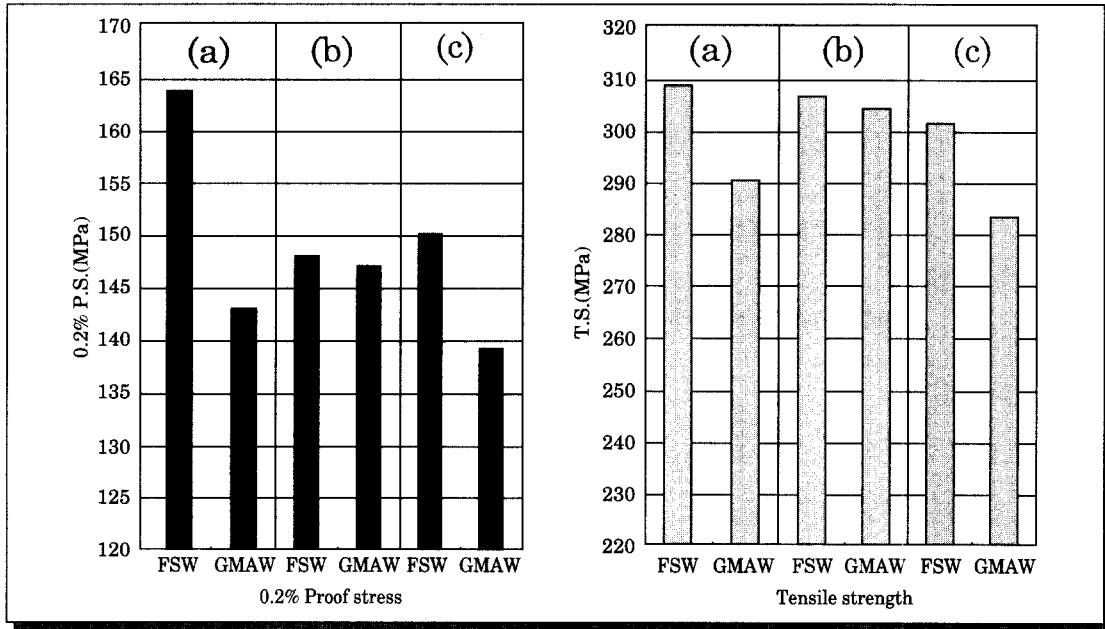 (a) (b) (c)
0.2% P.S.(MPa)
170
165
160
155
150
145
140
135
130
125
120
FSW GMAW FSW GMAW FSW GMAW
0.2% Proof stress
(a) (b) (c)
T.S.(MPa)
320
310
300
290
280
270
260
250
240
230
220
FSW GMAW FSW GMAW FSW GMAW
Tensile strength